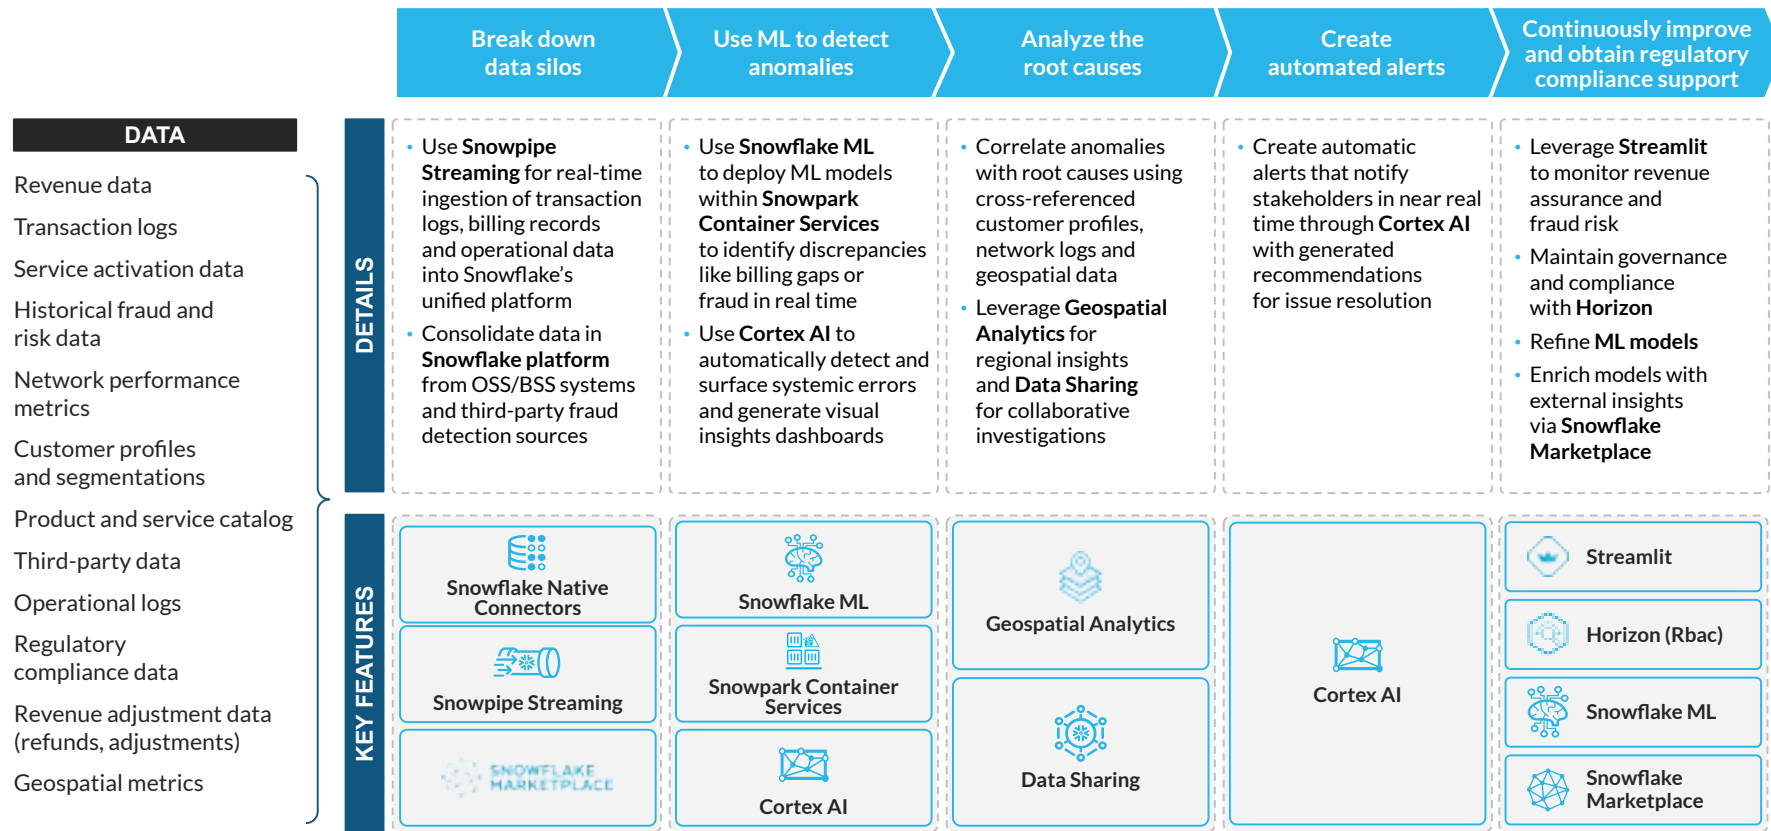 Break down
data silos
Use ML to detect
anomalies
Analyze the
root causes
Create
automated alerts
Continuously improve
and obtain regulatory
compliance support
DATA
Revenue data
Transaction logs
Service activation data
Historical fraud and
risk data
Network performance
metrics
Customer profiles
and segmentations
Product and service catalog
Third-party data
Operational logs
Regulatory
compliance data
Revenue adjustment data
(refunds, adjustments)
Geospatial metrics
DETAILS
• Use Snowpipe
Streaming for real-time
ingestion of transaction
logs, billing records
and operational data
into Snowflake’s
unified platform
• Consolidate data in
Snowflake platform
from OSS/BSS systems
and third-party fraud
detection sources
• Use Snowflake ML
to deploy ML models
within Snowpark
Container Services
to identify discrepancies
like billing gaps or
fraud in real time
• Use Cortex AI to
automatically detect and
surface systemic errors
and generate visual
insights dashboards
• Correlate anomalies
with root causes using
cross-referenced
customer profiles,
network logs and
geospatial data
• Leverage Geospatial
Analytics for
regional insights
and Data Sharing
for collaborative
investigations
• Create automatic
alerts that notify
stakeholders in near real
time through Cortex AI
with generated
recommendations
for issue resolution
• Leverage Streamlit
to monitor revenue
assurance and
fraud risk
• Maintain governance
and compliance
with Horizon
• Refine ML models
• Enrich models with
external insights
via Snowflake
Marketplace
KEY FEATURES
Snowflake Native
Connectors
Snowpipe Streaming
SNOWFLAKE
MARKETPLACE
Snowflake ML
Snowpark Container
Services
Cortex AI
Geospatial Analytics
Data Sharing
Cortex AI
Streamlit
Horizon (Rbac)
Snowflake ML
Snowflake
Marketplace